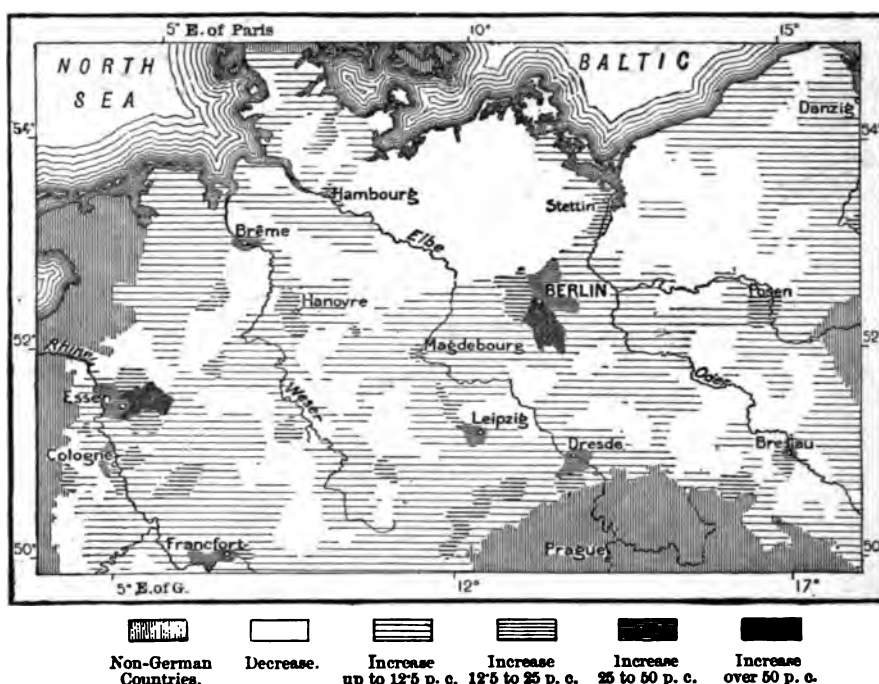 5° E. of Paris 10° 15°
NORTH
SEA
BALTIC
Danzig
54° 54°
Hambourg
Stettin
Brême
Elbe
BERLIN
Hanovre
Posen
52° 52°
Magdebourg
Rhine
Essen
Weser
Oder
Leipzig
Breslau
Dresde
Cologne
50° 50°
Francfort
Prague
5° E. of G. 12° 17°
Non-German Decrease. Increase Increase Increase Increase
Countries. up to 12·5 p. c. 12·5 to 25 p. c. 25 to 50 p. c. over 50 p. c.